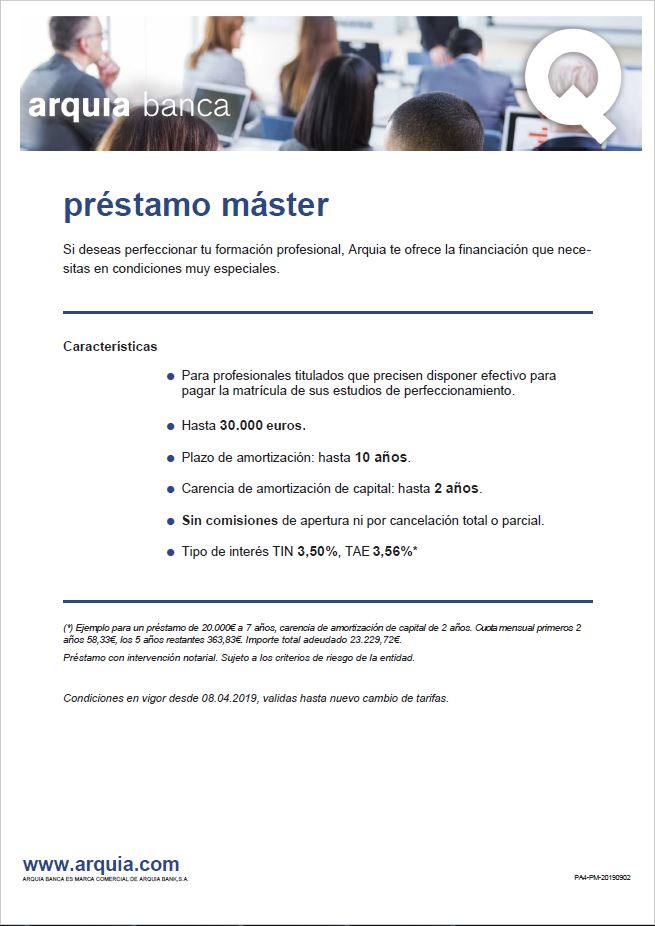 arquia banca
préstamo máster
Si deseas perfeccionar tu formación profesional, Arquia te ofrece la financiación que nece-
sitas en condiciones muy especiales.
Características
● Para profesionales titulados que precisen disponer efectivo para
pagar la matrícula de sus estudios de perfeccionamiento.
● Hasta 30.000 euros.
● Plazo de amortización: hasta 10 años.
● Carencia de amortización de capital: hasta 2 años.
● Sin comisiones de apertura ni por cancelación total o parcial.
● Tipo de interés TIN 3,50%, TAE 3,56%*
(*) Ejemplo para un préstamo de 20.000€ a 7 años, carencia de amortización de capital de 2 años. Cuota mensual primeros 2
años 58,33€, los 5 años restantes 363,83€. Importe total adeudado 23.229,72€.
Préstamo con intervención notarial. Sujeto a los criterios de riesgo de la entidad.
Condiciones en vigor desde 08.04.2019, validas hasta nuevo cambio de tarifas.
www.arquia.com
ARQUIA BANCA ES MARCA COMERCIAL DE ARQUIA BANK,S.A.
PA4-PM-20190902